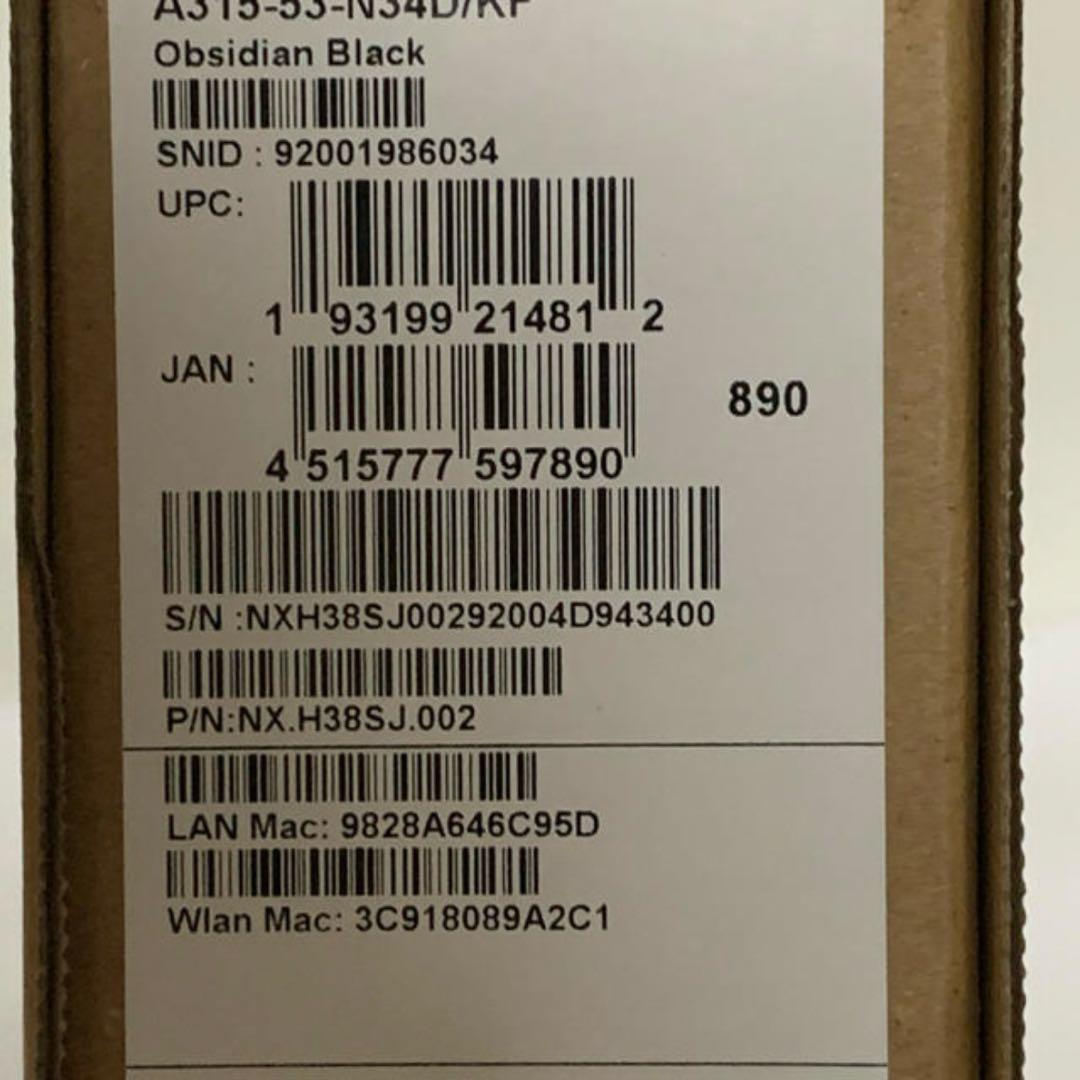 A315-53-N34D/KF
Obsidian Black
SNID : 92001986034
UPC:
1 93199 21481 2
JAN :
890
4 515777 597890
S/N :NXH38SJ00292004D943400
P/N:NX.H38SJ.002
LAN Mac: 9828A646C95D
Wlan Mac: 3C918089A2C1